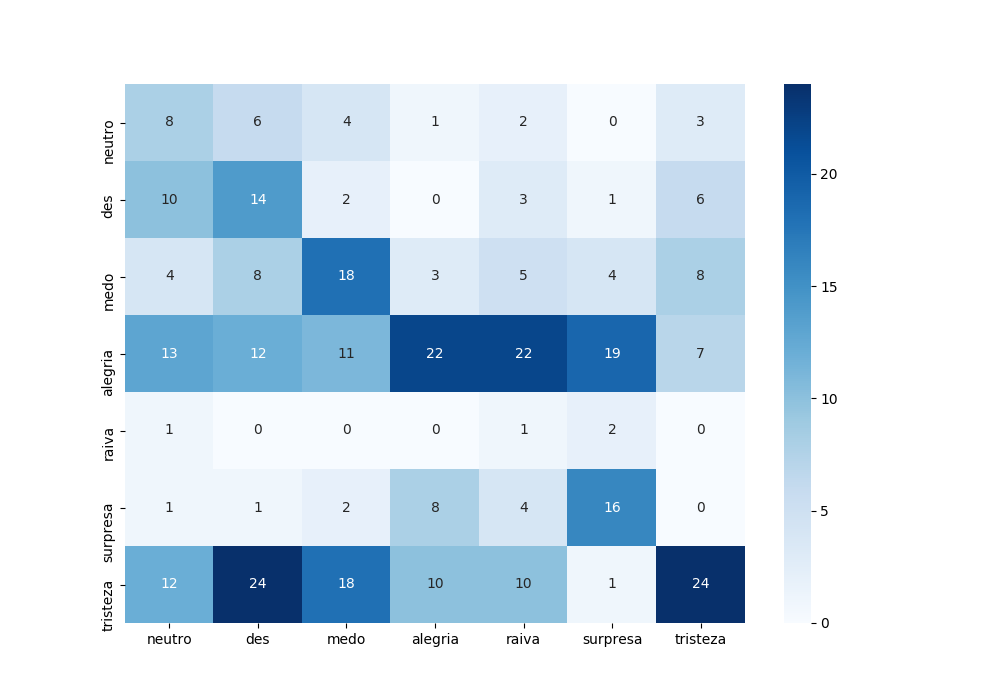 neutro 8 6 4 1 2 0 3
des 10 14 2 0 3 1 6
medo 4 8 18 3 5 4 8
alegria 13 12 11 22 22 19 7
raiva 1 0 0 0 1 2 0
surpresa 1 1 2 8 4 16 0
tristeza 12 24 18 10 10 1 24
neutro des medo alegria raiva surpresa tristeza
20
15
10
5
0